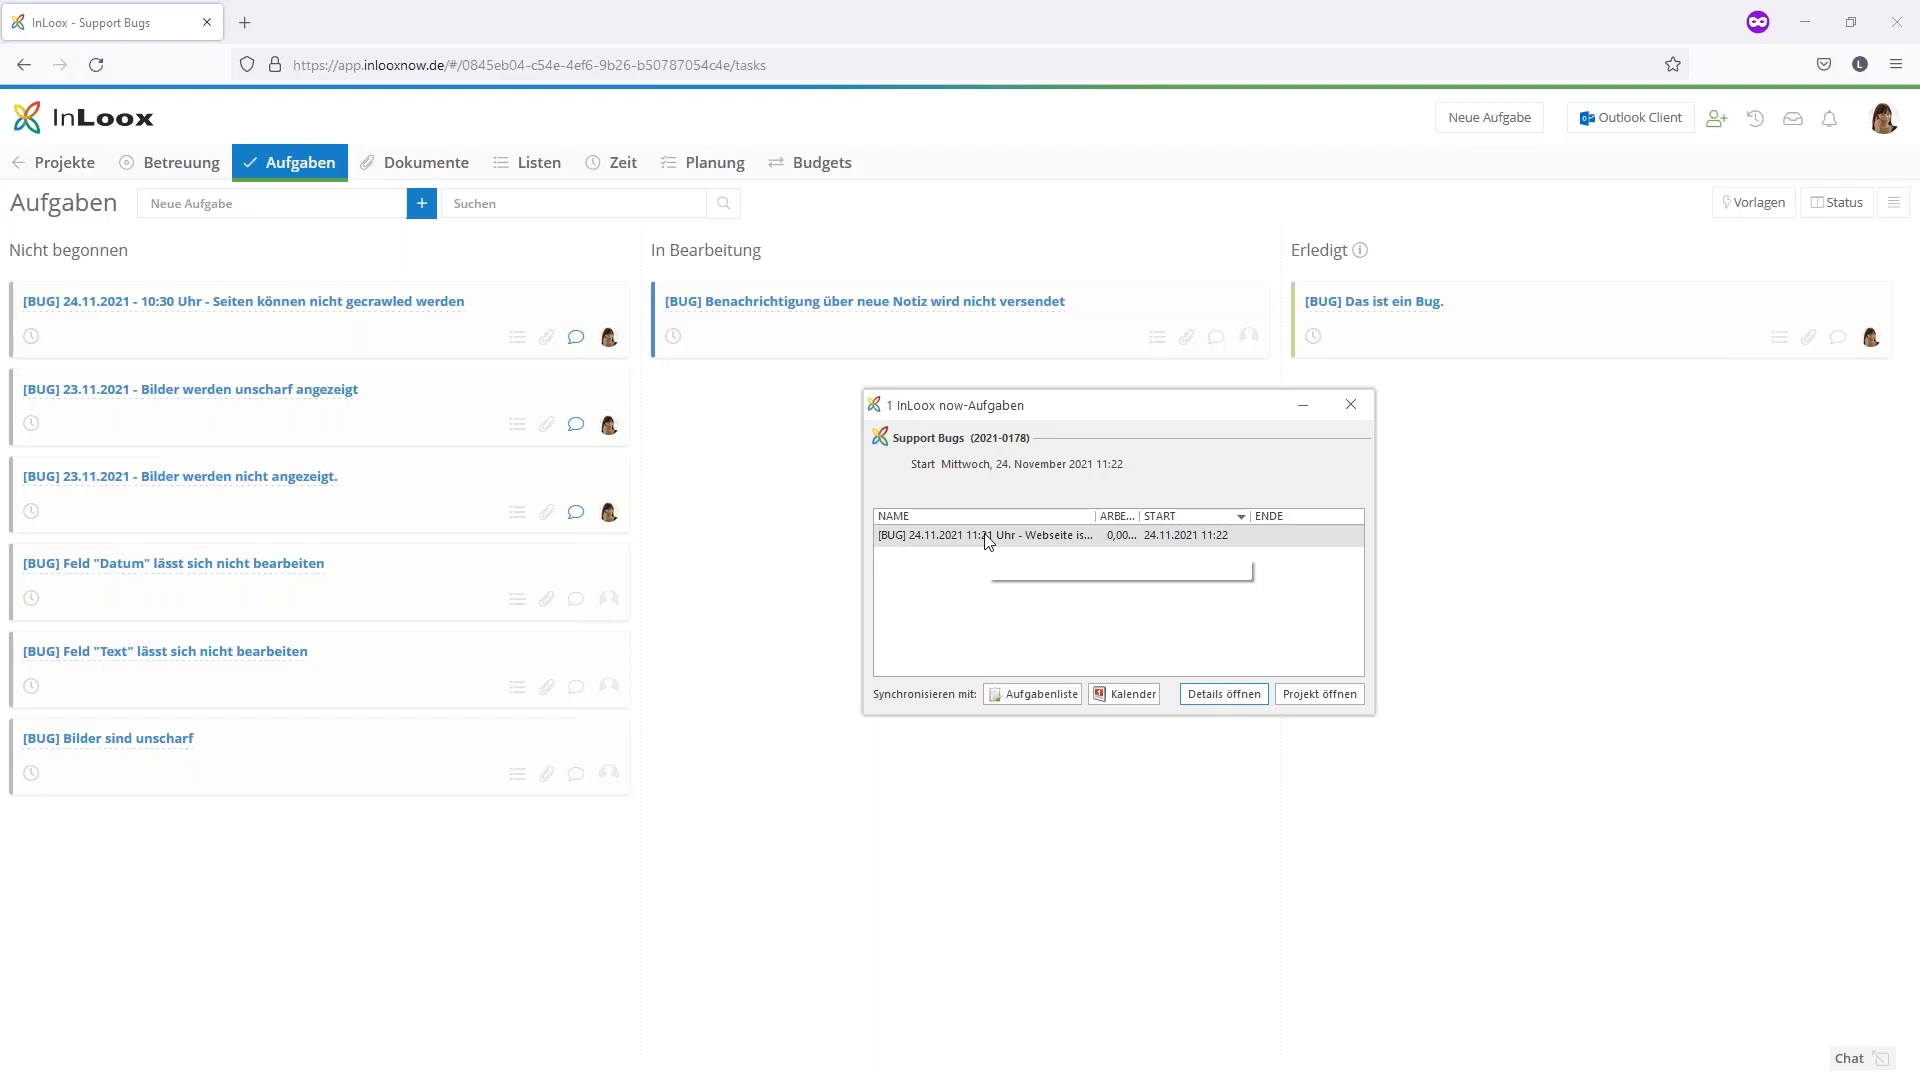 InLoox - Support Bugs
https://app.inlooxnow.de/#/0845eb04-c54e-4ef6-9b26-b50787054c4e/tasks
L
InLoox
Neue Aufgabe
Outlook Client
Projekte
Betreuung
Aufgaben
Dokumente
Listen
Zeit
Planung
Budgets
Aufgaben
Neue Aufgabe
+
Suchen
Vorlagen
Status
Nicht begonnen
[BUG] 24.11.2021 - 10:30 Uhr - Seiten können nicht gecrawled werden
[BUG] 23.11.2021 - Bilder werden unscharf angezeigt
[BUG] 23.11.2021 - Bilder werden nicht angezeigt.
[BUG] Feld "Datum" lässt sich nicht bearbeiten
[BUG] Feld "Text" lässt sich nicht bearbeiten
[BUG] Bilder sind unscharf
In Bearbeitung
[BUG] Benachrichtigung über neue Notiz wird nicht versendet
Erledigt
[BUG] Das ist ein Bug.
1 InLoox now-Aufgaben
Support Bugs (2021-0178)
Start Mittwoch, 24. November 2021 11:22
NAME ARBE... START ENDE
[BUG] 24.11.2021 11:21 Uhr - Webseite is... 0,00... 24.11.2021 11:22
Synchronisieren mit: Aufgabenliste Kalender Details öffnen Projekt öffnen
Chat